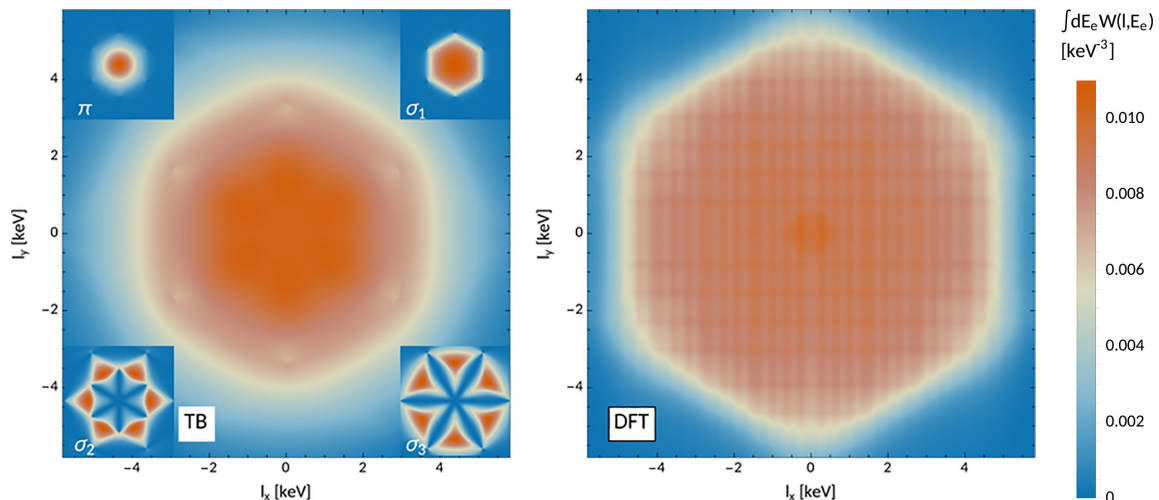 ∫dEₑW(l,Eₑ)
[keV⁻³]
π
σ₁
σ₂
σ₃
TB
DFT
4
2
0
−2
−4
l_y [keV]
−4 −2 0 2 4
l_x [keV]
4
2
0
−2
−4
l_y [keV]
−4 −2 0 2 4
l_x [keV]
0.010
0.008
0.006
0.004
0.002
0